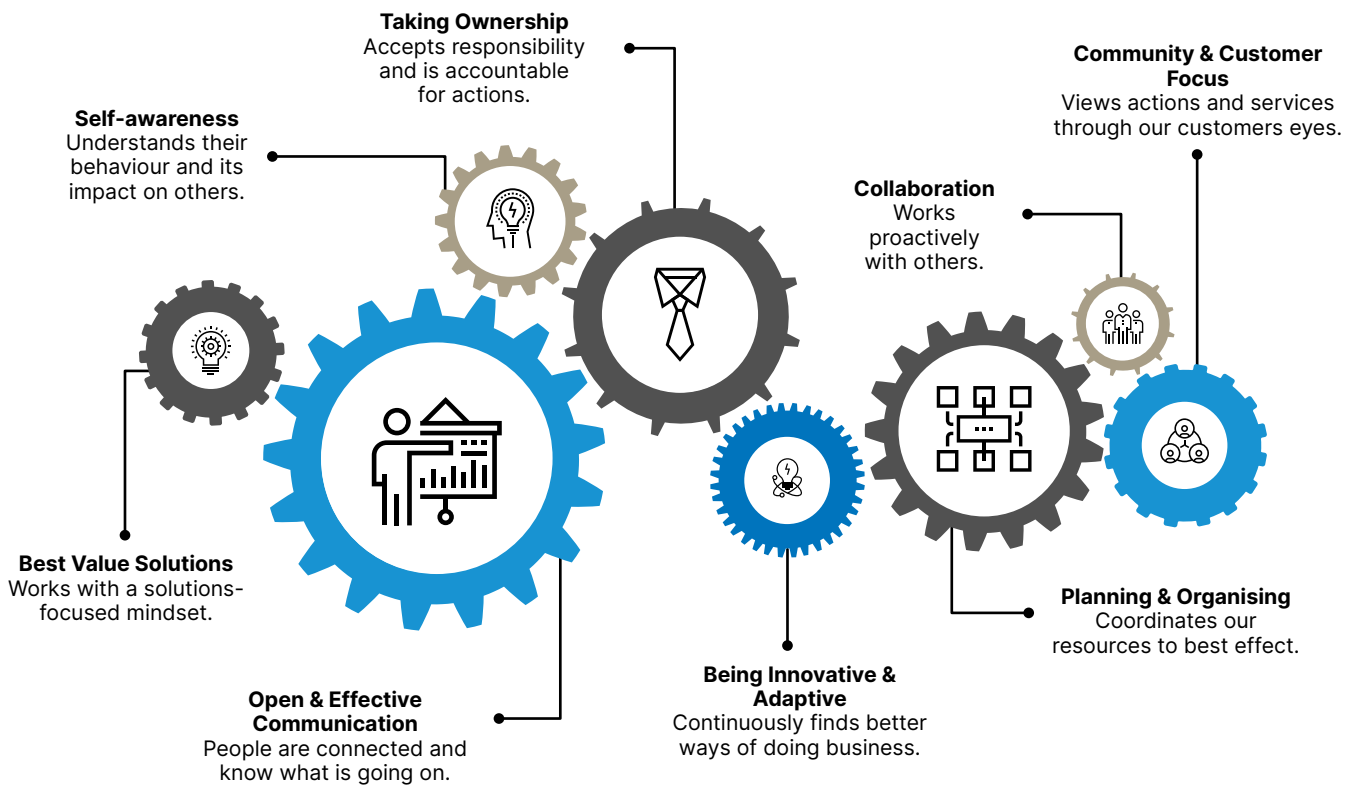 Taking Ownership
Accepts responsibility
and is accountable
for actions.
Community & Customer
Focus
Views actions and services
through our customers eyes.
Self-awareness
Understands their
behaviour and its
impact on others.
Collaboration
Works
proactively
with others.
Best Value Solutions
Works with a solutions-
focused mindset.
Planning & Organising
Coordinates our
resources to best effect.
Open & Effective
Communication
People are connected and
know what is going on.
Being Innovative &
Adaptive
Continuously finds better
ways of doing business.